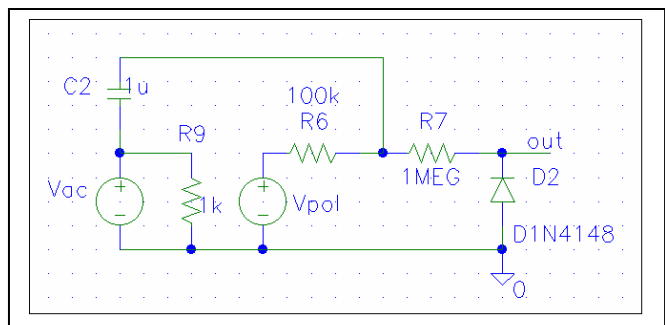 C2 1u
100k
R9 R6 R7 out
Vac 1k Vpol 1MEG D2
D1N4148
0